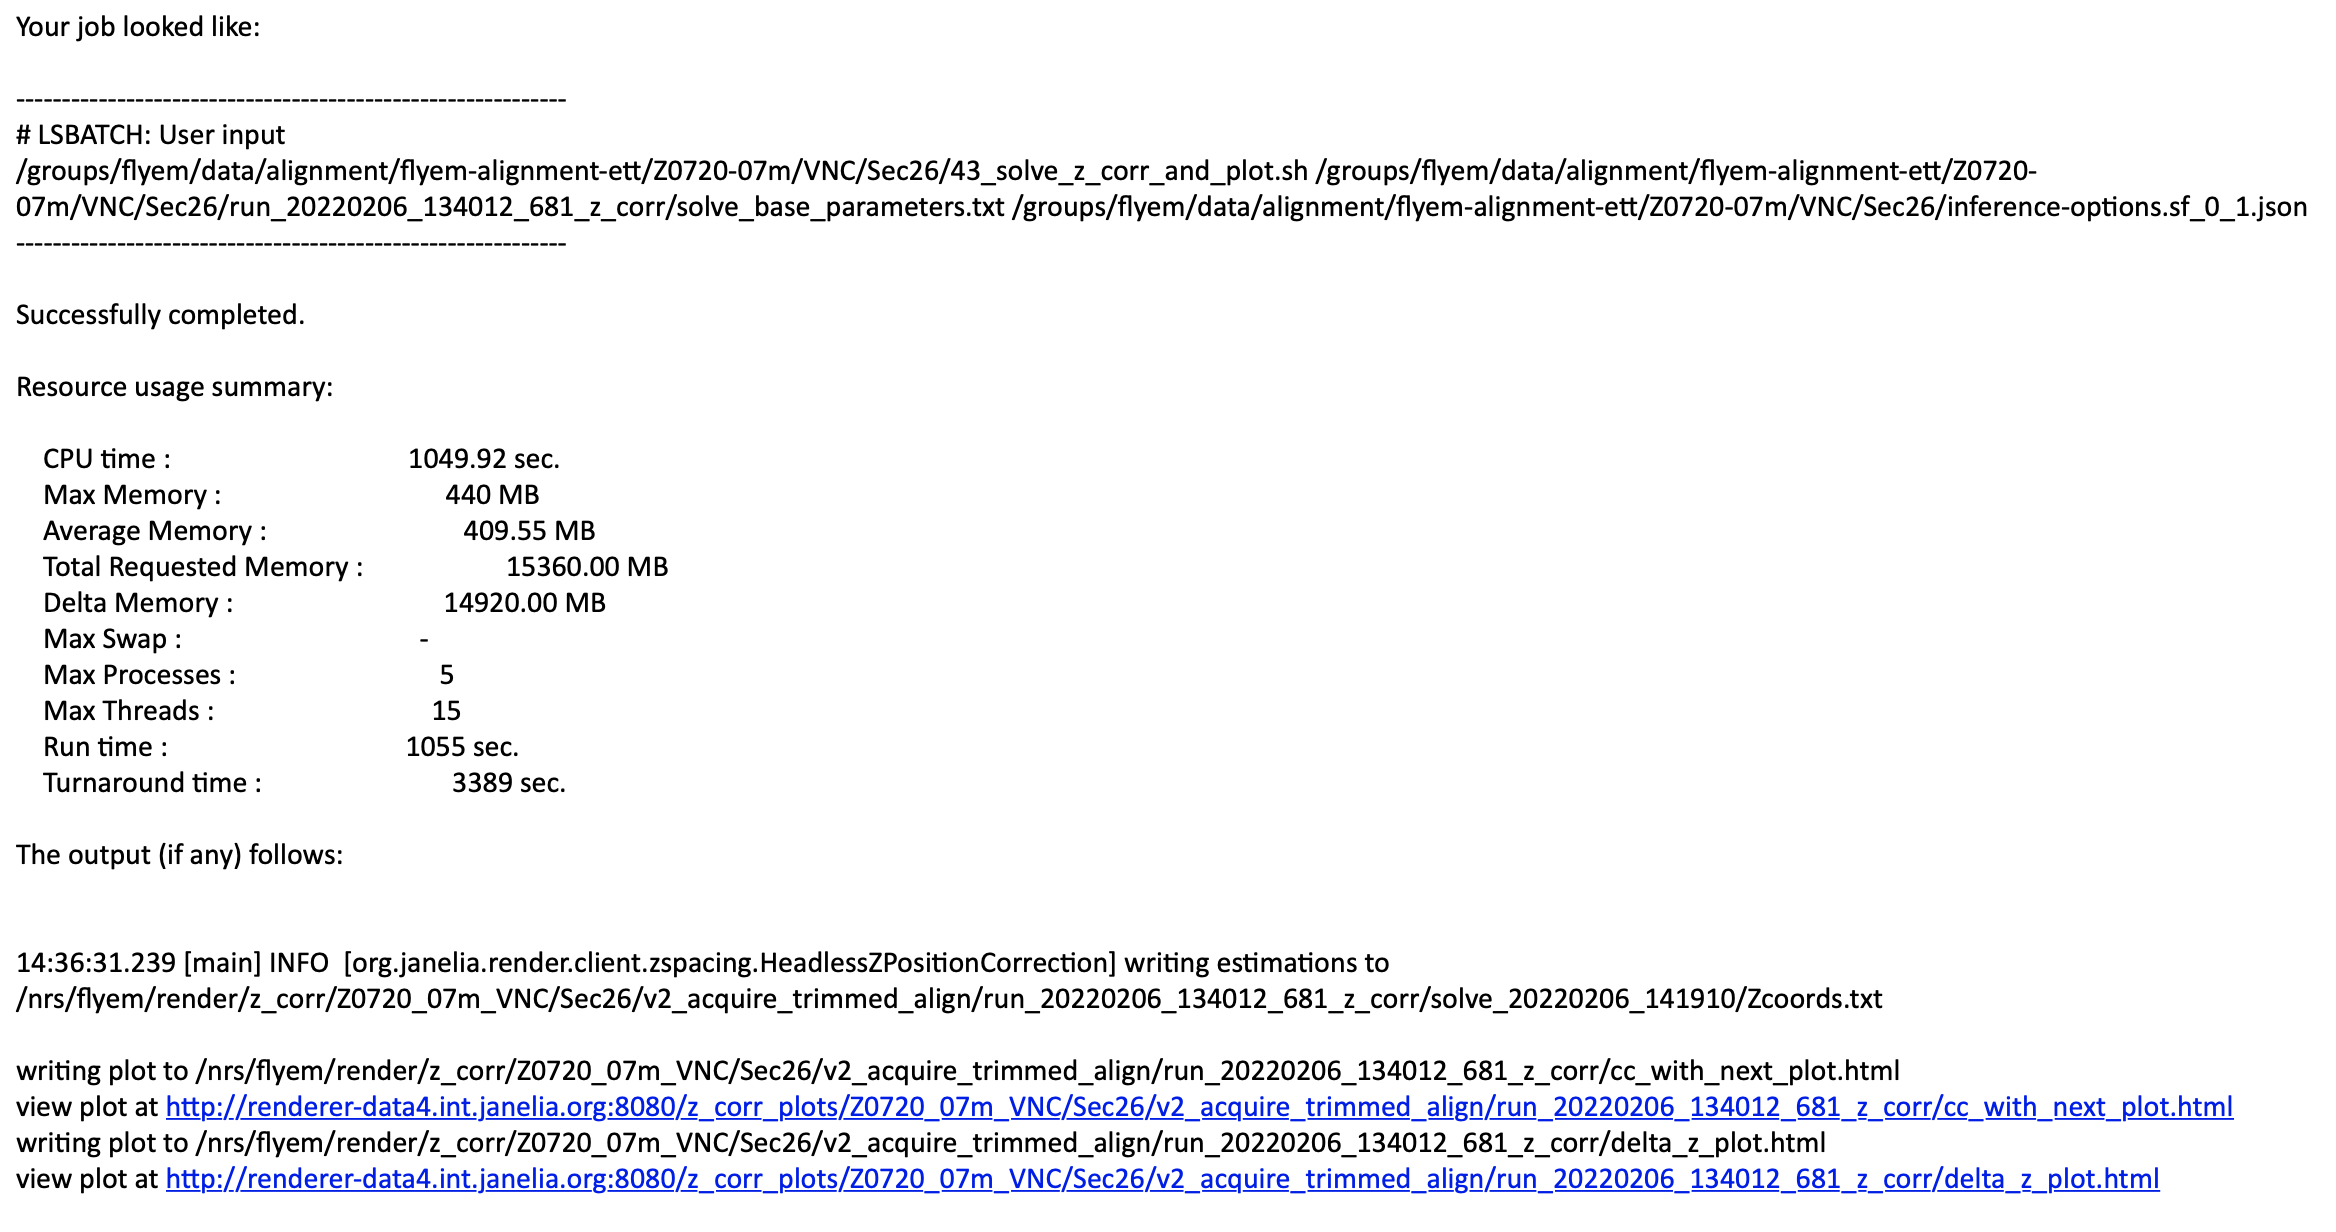 Your job looked like:
------------------------------------------------------------
# LSBATCH: User input
/groups/flyem/data/alignment/flyem-alignment-ett/Z0720-07m/VNC/Sec26/43_solve_z_corr_and_plot.sh /groups/flyem/data/alignment/flyem-alignment-ett/Z0720-
07m/VNC/Sec26/run_20220206_134012_681_z_corr/solve_base_parameters.txt /groups/flyem/data/alignment/flyem-alignment-ett/Z0720-07m/VNC/Sec26/inference-options.sf_0_1.json
------------------------------------------------------------
Successfully completed.
Resource usage summary:
CPU time : 1049.92 sec.
Max Memory : 440 MB
Average Memory : 409.55 MB
Total Requested Memory : 15360.00 MB
Delta Memory : 14920.00 MB
Max Swap : -
Max Processes : 5
Max Threads : 15
Run time : 1055 sec.
Turnaround time : 3389 sec.
The output (if any) follows:
14:36:31.239 [main] INFO  [org.janelia.render.client.zspacing.HeadlessZPositionCorrection] writing estimations to
/nrs/flyem/render/z_corr/Z0720_07m_VNC/Sec26/v2_acquire_trimmed_align/run_20220206_134012_681_z_corr/solve_20220206_141910/Zcoords.txt
writing plot to /nrs/flyem/render/z_corr/Z0720_07m_VNC/Sec26/v2_acquire_trimmed_align/run_20220206_134012_681_z_corr/cc_with_next_plot.html
view plot at http://renderer-data4.int.janelia.org:8080/z_corr_plots/Z0720_07m_VNC/Sec26/v2_acquire_trimmed_align/run_20220206_134012_681_z_corr/cc_with_next_plot.html
writing plot to /nrs/flyem/render/z_corr/Z0720_07m_VNC/Sec26/v2_acquire_trimmed_align/run_20220206_134012_681_z_corr/delta_z_plot.html
view plot at http://renderer-data4.int.janelia.org:8080/z_corr_plots/Z0720_07m_VNC/Sec26/v2_acquire_trimmed_align/run_20220206_134012_681_z_corr/delta_z_plot.html